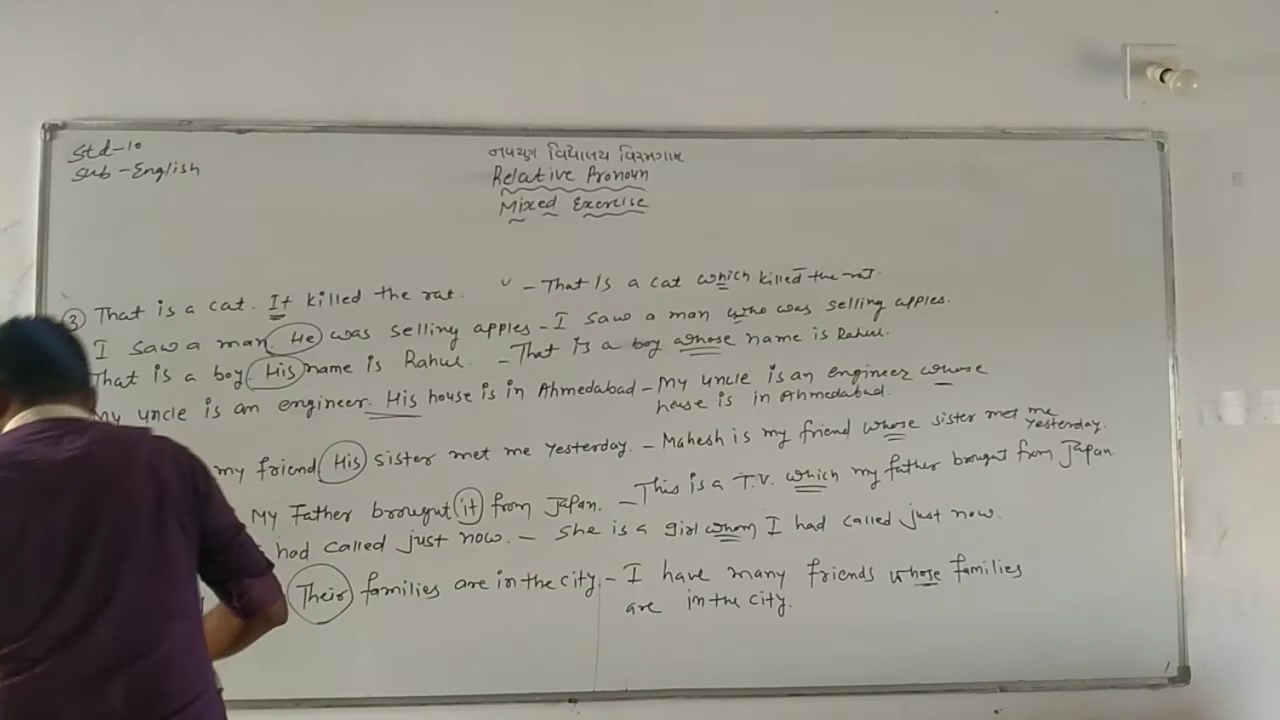 Std-10
Sub - English
નવયુગ વિદ્યાલય વિરમગામ
Relative Pronoun
Mixed Exercise
③ That is a cat. It killed the rat. - That is a cat which killed the rat.
I saw a man. He was selling apples - I saw a man who was selling apples.
That is a boy. His name is Rahul. - That is a boy whose name is Rahul.
My uncle is an engineer. His house is in Ahmedabad - My uncle is an engineer whose
house is in Ahmedabad.
my friend His sister met me yesterday. - Mahesh is my friend whose sister met me
yesterday.
My Father brought it from Japan. - This is a T.V. which my father brought from Japan.
had called just now. - She is a girl whom I had called just now.
Their families are in the city - I have many friends whose families
are in the city.